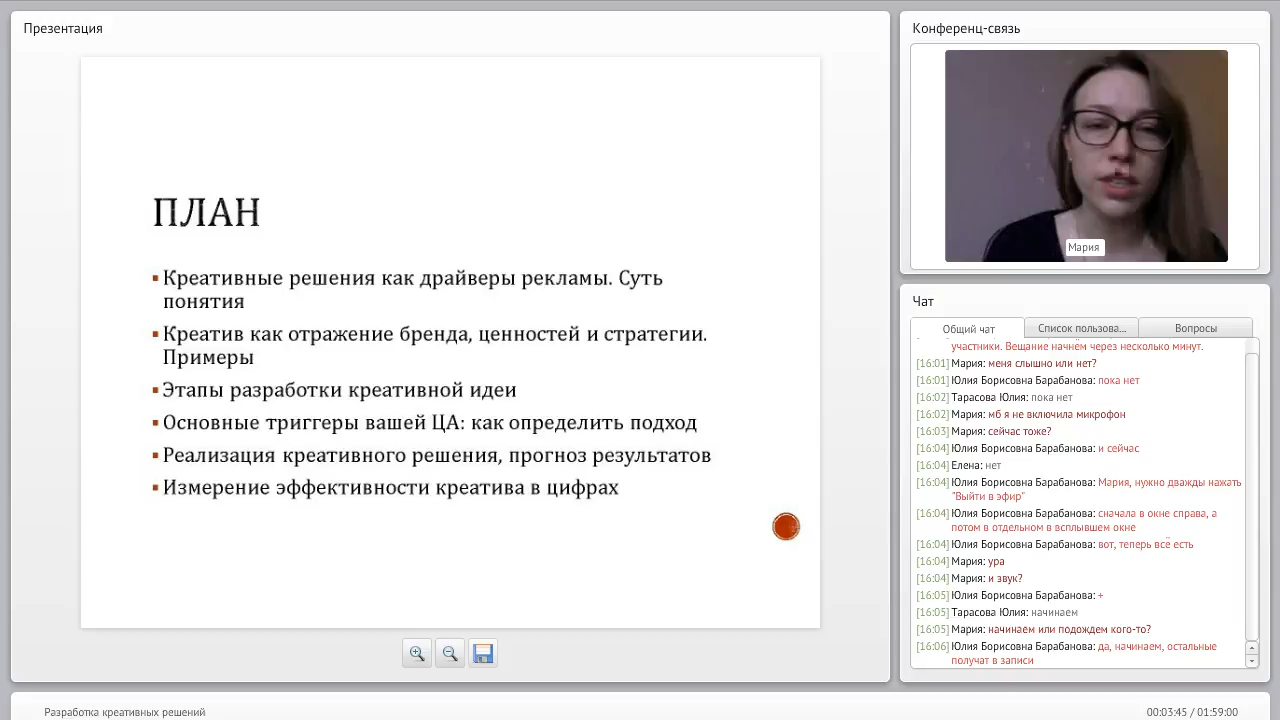 Презентация
ПЛАН
▪Креативные решения как драйверы рекламы. Суть
понятия
▪Креатив как отражение бренда, ценностей и стратегии.
Примеры
▪Этапы разработки креативной идеи
▪Основные триггеры вашей ЦА: как определить подход
▪Реализация креативного решения, прогноз результатов
▪Измерение эффективности креатива в цифрах
Конференц-связь
Мария
Чат
Общий чат
Список пользова...
Вопросы
участники. Вещание начнём через несколько минут.
[16:01] Мария: меня слышно или нет?
[16:01] Юлия Борисовна Барабанова: пока нет
[16:02] Тарасова Юлия: пока нет
[16:02] Мария: мб я не включила микрофон
[16:03] Мария: сейчас тоже?
[16:04] Юлия Борисовна Барабанова: и сейчас
[16:04] Елена: нет
[16:04] Юлия Борисовна Барабанова: Мария, нужно дважды нажать
"Выйти в эфир"
[16:04] Юлия Борисовна Барабанова: сначала в окне справа, а
потом в отдельном в всплывшем окне
[16:04] Юлия Борисовна Барабанова: вот, теперь всё есть
[16:04] Мария: ура
[16:04] Мария: и звук?
[16:05] Юлия Борисовна Барабанова: +
[16:05] Тарасова Юлия: начинаем
[16:05] Мария: начинаем или подождем кого-то?
[16:06] Юлия Борисовна Барабанова: да, начинаем, остальные
получат в записи
Разработка креативных решений
00:03:45 / 01:59:00